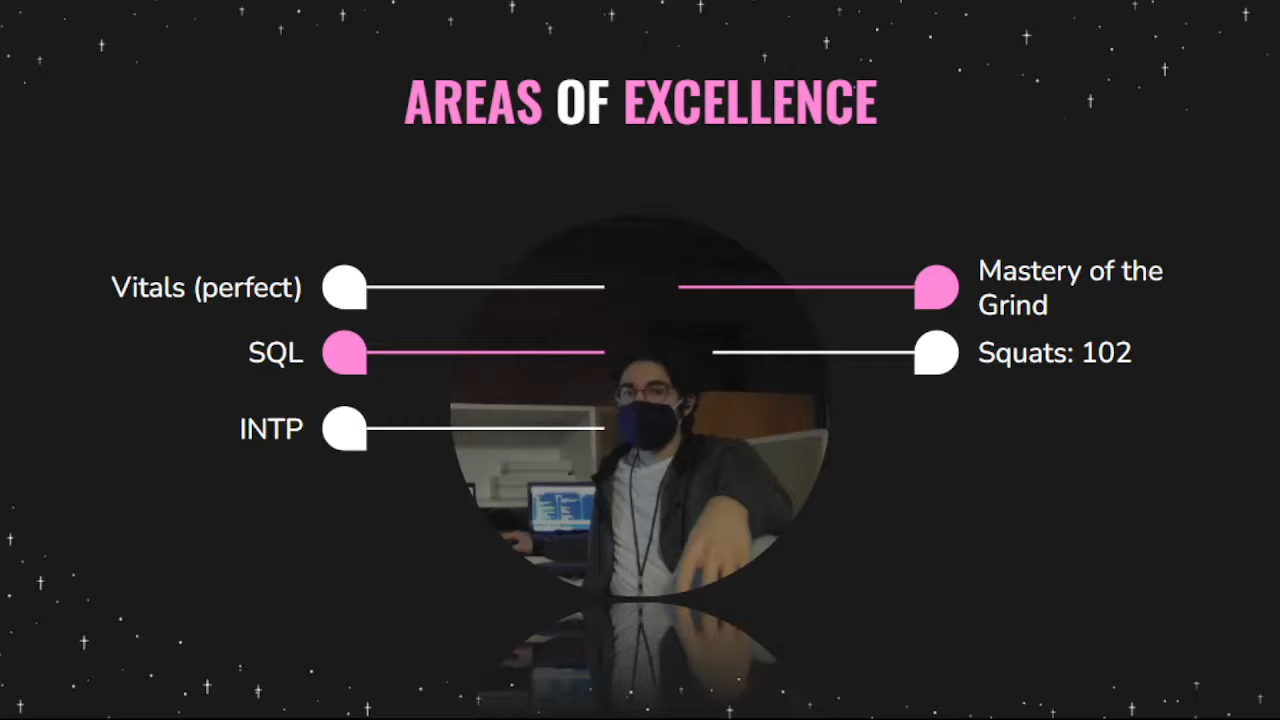 AREAS OF EXCELLENCE
Vitals (perfect)
SQL
INTP
Mastery of the
Grind
Squats: 102